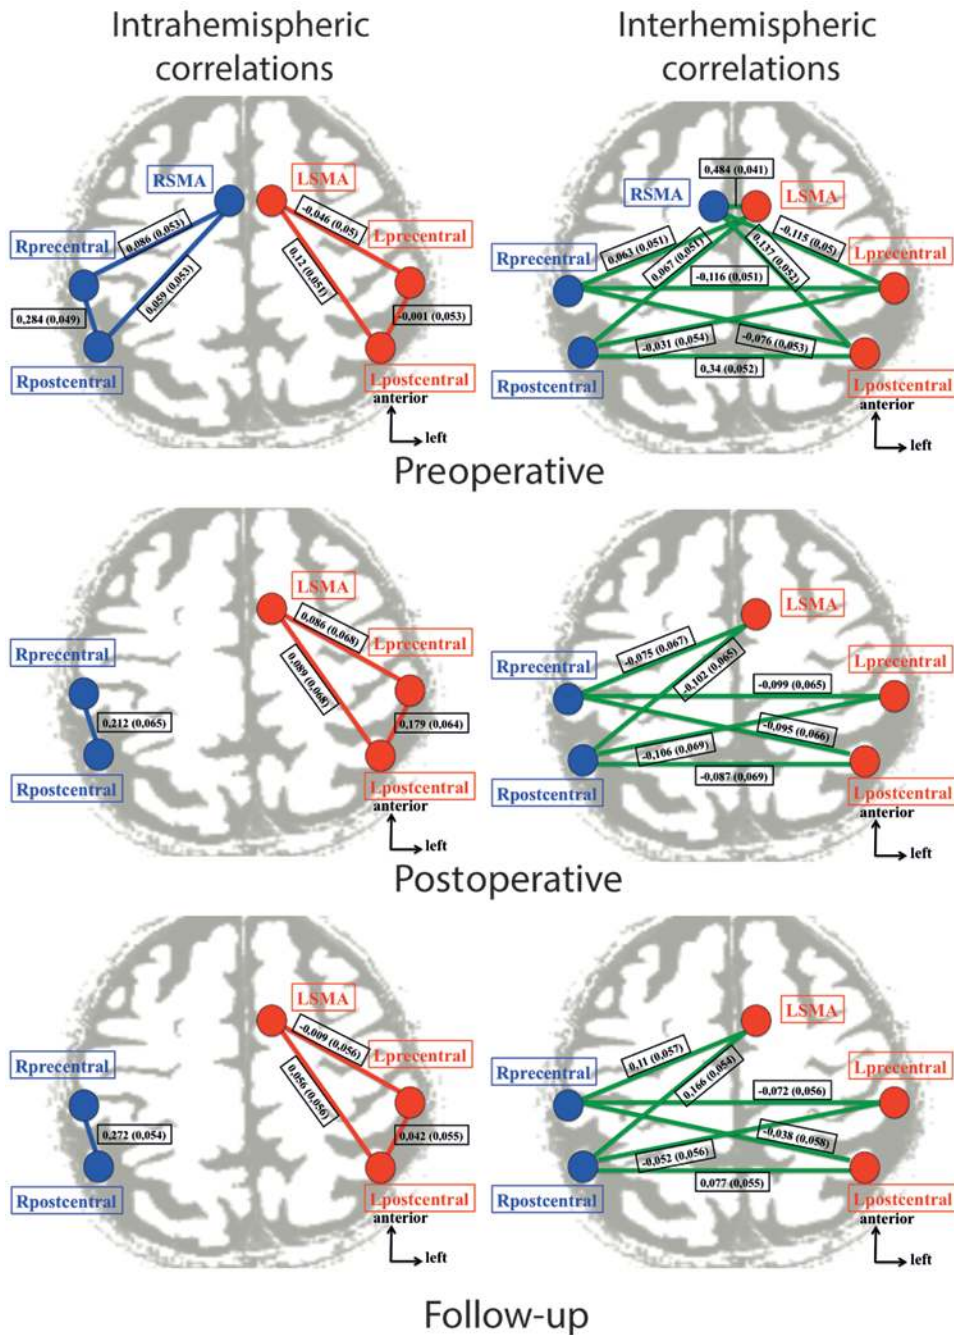 Intrahemispheric
correlations
Interhemispheric
correlations
RSMA
LSMA
0,086 (0,053)
-0,046 (0,05)
Rprecentral
Lprecentral
0,059 (0,053)
0,12 (0,051)
0,284 (0,049)
-0,001 (0,053)
Rpostcentral
Lpostcentral
anterior
left
0,484 (0,041)
RSMA
LSMA
0,063 (0,051)
0,067 (0,051)
0,137 (0,052)
-0,115 (0,05)
Rprecentral
Lprecentral
-0,116 (0,051)
-0,031 (0,054)
-0,076 (0,053)
0,34 (0,052)
Rpostcentral
Lpostcentral
anterior
left
Preoperative
LSMA
0,086 (0,068)
Rprecentral
Lprecentral
0,089 (0,068)
0,212 (0,065)
0,179 (0,064)
Rpostcentral
Lpostcentral
anterior
left
LSMA
-0,075 (0,067)
-0,102 (0,065)
Rprecentral
Lprecentral
-0,099 (0,065)
-0,095 (0,066)
-0,106 (0,069)
-0,087 (0,069)
Rpostcentral
Lpostcentral
anterior
left
Postoperative
LSMA
-0,009 (0,056)
Rprecentral
Lprecentral
0,056 (0,056)
0,272 (0,054)
0,042 (0,055)
Rpostcentral
Lpostcentral
anterior
left
LSMA
0,11 (0,057)
0,166 (0,054)
Rprecentral
Lprecentral
-0,072 (0,056)
-0,038 (0,058)
-0,052 (0,056)
0,077 (0,055)
Rpostcentral
Lpostcentral
anterior
left
Follow-up